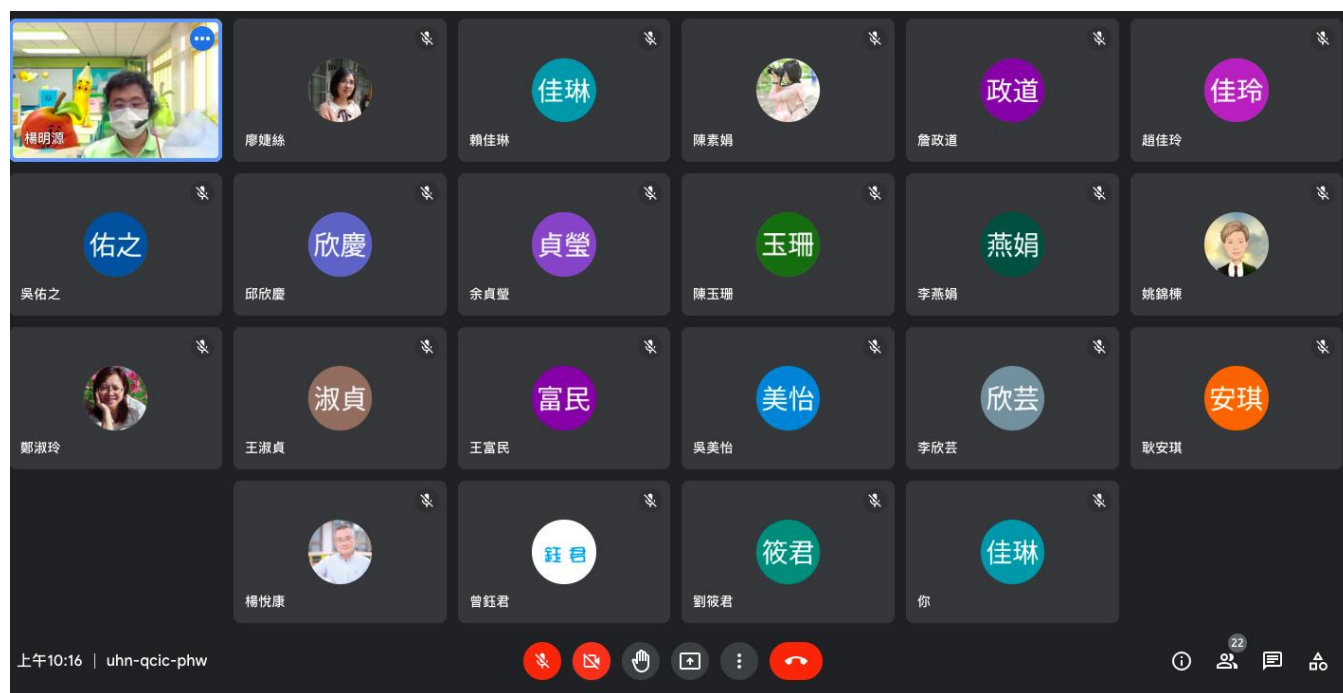 楊明源
廖婕絲
佳琳
賴佳琳
陳素娟
政道
詹政道
佳玲
趙佳玲
佑之
吳佑之
欣慶
邱欣慶
貞瑩
余貞瑩
玉珊
陳玉珊
燕娟
李燕娟
姚錦棟
鄭淑玲
淑貞
王淑貞
富民
王富民
美怡
吳美怡
欣芸
李欣芸
安琪
耿安琪
楊悅康
鈺君
曾鈺君
筱君
劉筱君
佳琳
你
上午10:16 | uhn-qcic-phw
22